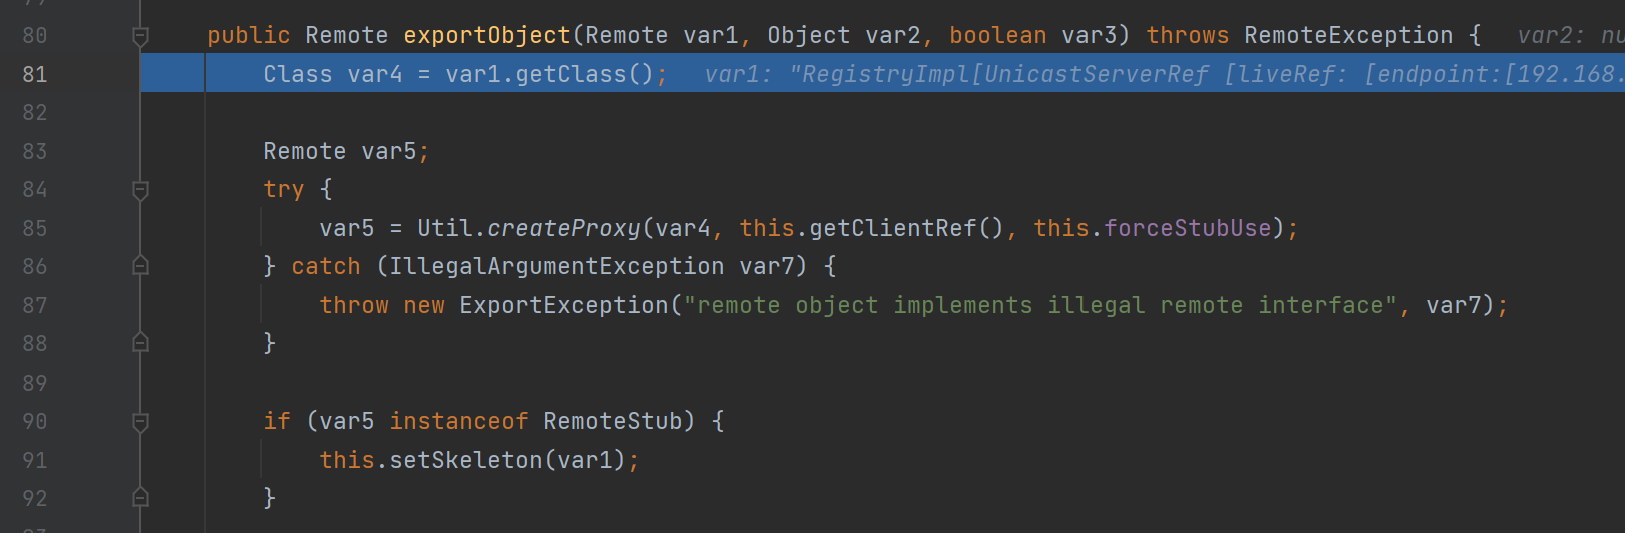 80 public Remote exportObject(Remote var1, Object var2, boolean var3) throws RemoteException { var2: nu
81 Class var4 = var1.getClass(); var1: "RegistryImpl[UnicastServerRef [liveRef: [endpoint:[192.168.
82
83 Remote var5;
84 try {
85 var5 = Util.createProxy(var4, this.getClientRef(), this.forceStubUse);
86 } catch (IllegalArgumentException var7) {
87 throw new ExportException("remote object implements illegal remote interface", var7);
88 }
89
90 if (var5 instanceof RemoteStub) {
91 this.setSkeleton(var1);
92 }